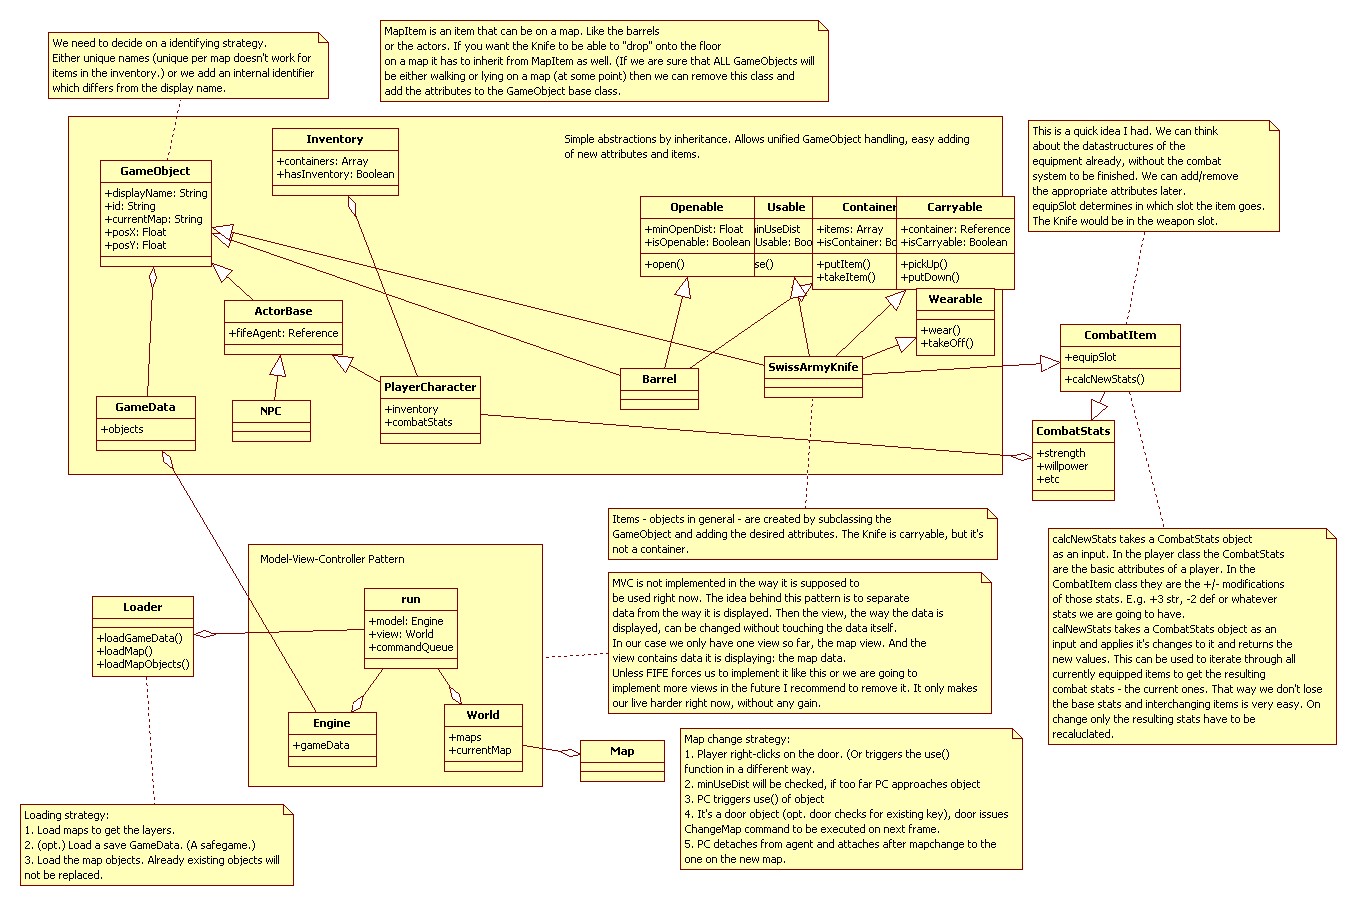 We need to decide on a identifying strategy.
Either unique names (unique per map doesn't work for
items in the inventory.) or we add an internal identifier
which differs from the display name.
MapItem is an item that can be on a map. Like the barrels
or the actors. If you want the Knife to be able to "drop" onto the floor
on a map it has to inherit from MapItem as well. (If we are sure that ALL GameObjects will
be either walking or lying on a map (at some point) then we can remove this class and
add the attributes to the GameObject base class.
This is a quick idea I had. We can think
about the datastructures of the
equipment already, without the combat
system to be finished. We can add/remove
the appropriate attributes later.
equipSlot determines in which slot the item goes.
The Knife would be in the weapon slot.
Simple abstractions by inheritance. Allows unified GameObject handling, easy adding
of new attributes and items.
GameObject
+displayName: String
+id: String
+currentMap: String
+posX: Float
+posY: Float
Inventory
+containers: Array
+hasInventory: Boolean
Openable
+minOpenDist: Float
+isOpenable: Boolean
+open()
Usable
inUseDist
Usable: Boo
se()
Container
+items: Array
+isContainer: Bo
+putItem()
+takeItem()
Carryable
+container: Reference
+isCarryable: Boolean
+pickUp()
+putDown()
Wearable
+wear()
+takeOff()
ActorBase
+fifeAgent: Reference
CombatItem
+equipSlot
+calcNewStats()
SwissArmyKnife
Barrel
PlayerCharacter
+inventory
+combatStats
NPC
GameData
+objects
CombatStats
+strength
+willpower
+etc
Items - objects in general - are created by subclassing the
GameObject and adding the desired attributes. The Knife is carryable, but it's
not a container.
calcNewStats takes a CombatStats object
as an input. In the player class the CombatStats
are the basic attributes of a player. In the
CombatItem class they are the +/- modifications
of those stats. E.g. +3 str, -2 def or whatever
stats we are going to have.
calNewStats takes a CombatStats object as an
input and applies it's changes to it and returns the
new values. This can be used to iterate through all
currently equipped items to get the resulting
combat stats - the current ones. That way we don't lose
the base stats and interchanging items is very easy. On
change only the resulting stats have to be
recaluclated.
Model-View-Controller Pattern
MVC is not implemented in the way it is supposed to
be used right now. The idea behind this pattern is to separate
data from the way it is displayed. Then the view, the way the data is
displayed, can be changed without touching the data itself.
In our case we only have one view so far, the map view. And the
view contains data it is displaying: the map data.
Unless FIFE forces us to implement it like this or we are going to
implement more views in the future I recommend to remove it. It only makes
our live harder right now, without any gain.
run
+model: Engine
+view: World
+commandQueue
Loader
+loadGameData()
+loadMap()
+loadMapObjects()
Engine
+gameData
World
+maps
+currentMap
Map
Map change strategy:
1. Player right-clicks on the door. (Or triggers the use()
function in a different way.
2. minUseDist will be checked, if too far PC approaches object
3. PC triggers use() of object
4. It's a door object (opt. door checks for existing key), door issues
ChangeMap command to be executed on next frame.
5. PC detaches from agent and attaches after mapchange to the
one on the new map.
Loading strategy:
1. Load maps to get the layers.
2. (opt.) Load a save GameData. (A safegame.)
3. Load the map objects. Already existing objects will
not be replaced.